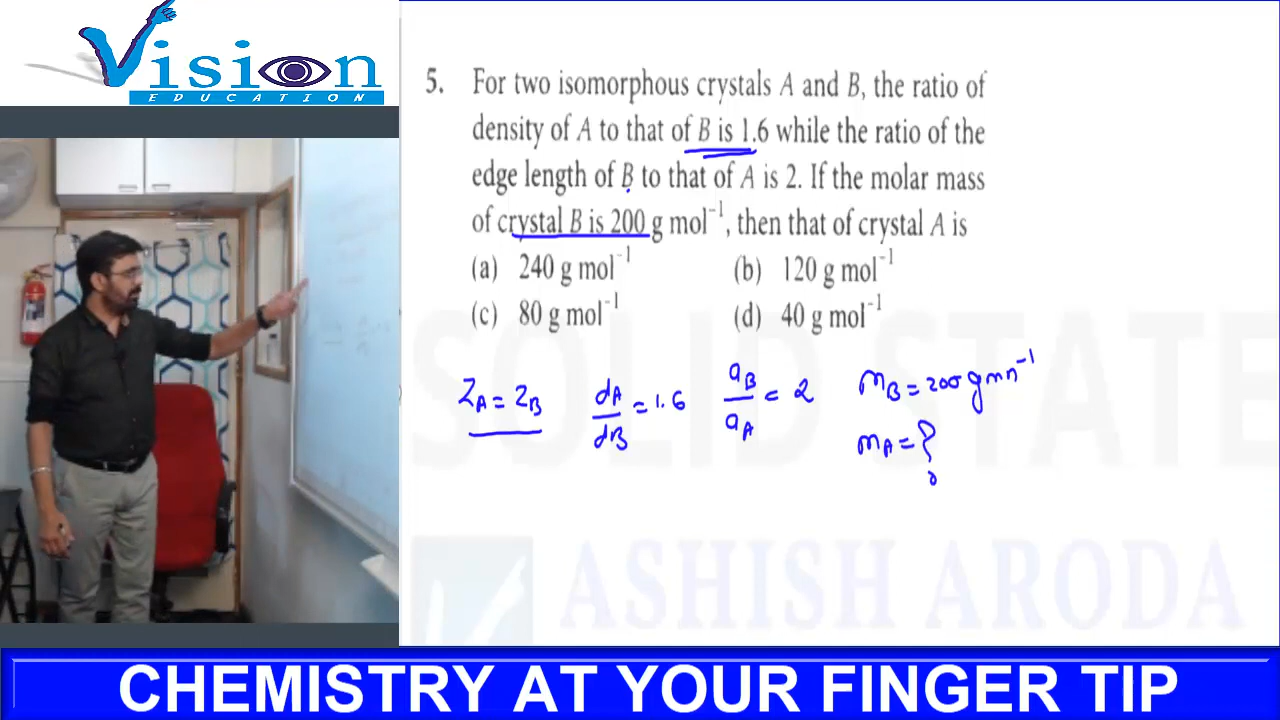 Vision
EDUCATION
5. For two isomorphous crystals A and B, the ratio of
density of A to that of B is 1.6 while the ratio of the
edge length of B to that of A is 2. If the molar mass
of crystal B is 200 g mol⁻¹, then that of crystal A is
(a) 240 g mol⁻¹ (b) 120 g mol⁻¹
(c) 80 g mol⁻¹ (d) 40 g mol⁻¹
Z_A = Z_B d_A/d_B = 1.6 a_B/a_A = 2 m_B = 200 g mn⁻¹
m_A = ?
SOLID STATE
ASHISH ARODA
CHEMISTRY AT YOUR FINGER TIP